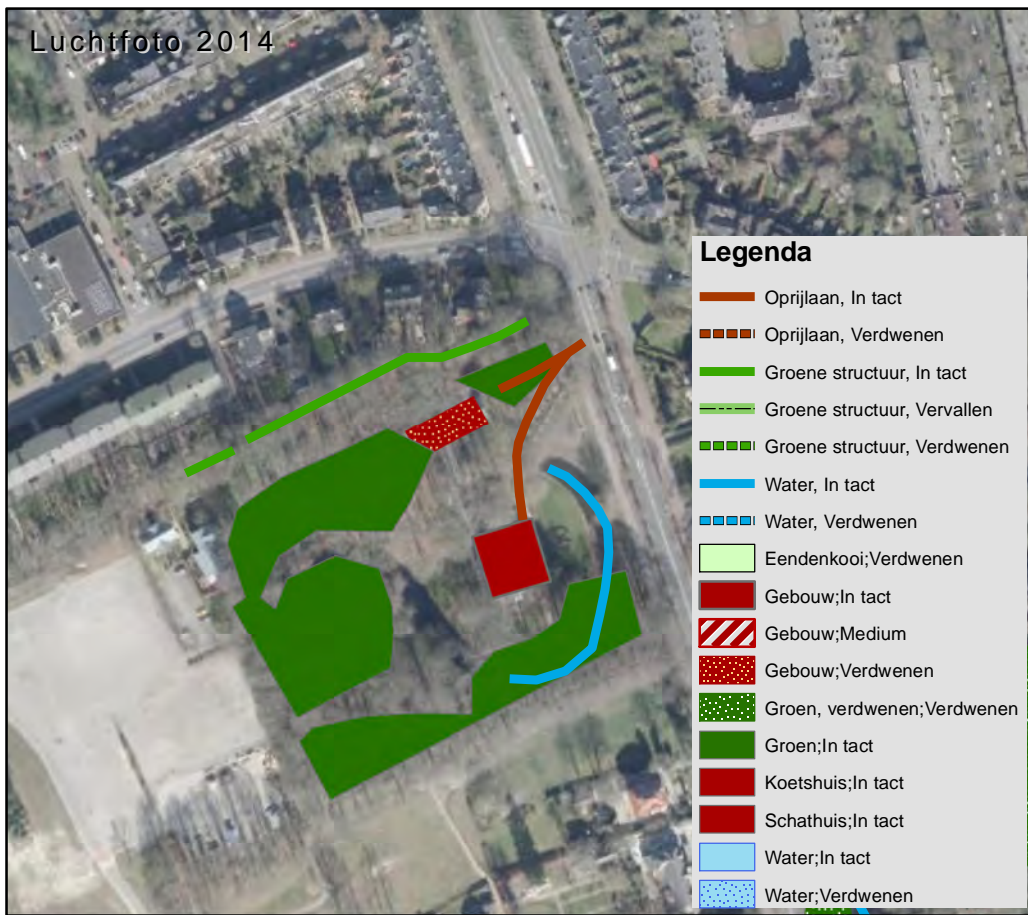 Luchtfoto 2014
Legenda
Oprijlaan, In tact
Oprijlaan, Verdwenen
Groene structuur, In tact
Groene structuur, Vervallen
Groene structuur, Verdwenen
Water, In tact
Water, Verdwenen
Eendenkooi;Verdwenen
Gebouw;In tact
Gebouw;Medium
Gebouw;Verdwenen
Groen, verdwenen;Verdwenen
Groen;In tact
Koetshuis;In tact
Schathuis;In tact
Water;In tact
Water;Verdwenen